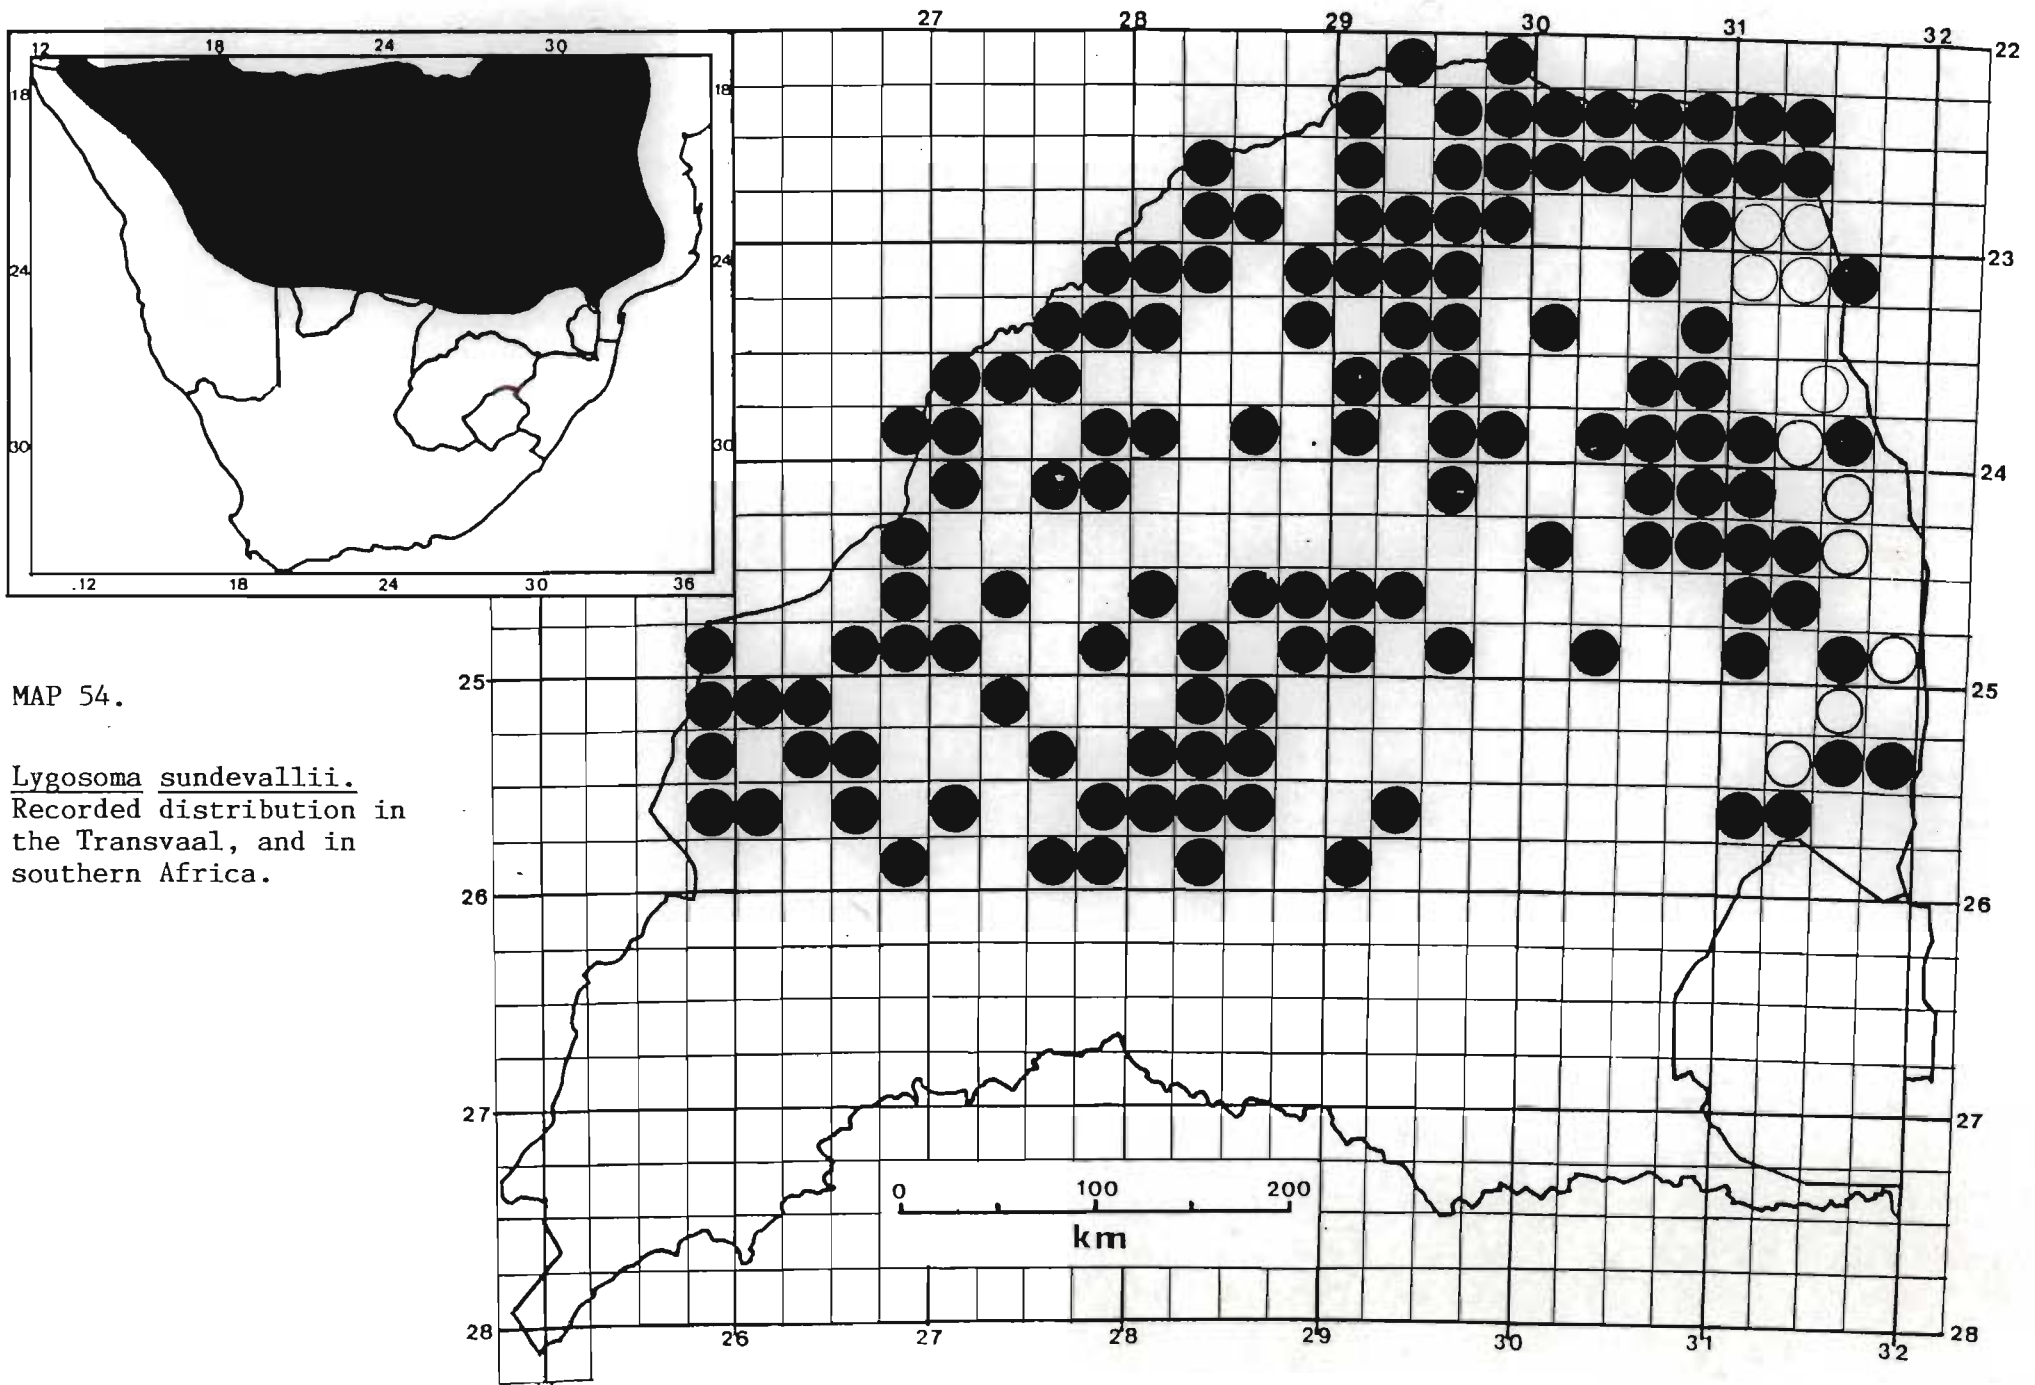 27 28 29 30 31 32
22
12 18 24 30
18 18
24 24
30 30
.12 18 24 30 36
23
24
25 25
MAP 54.
Lygosoma sundevallii.
Recorded distribution in
the Transvaal, and in
southern Africa.
26 26
27 27
0 100 200
km
28 28
26 27 28 29 30 31 32